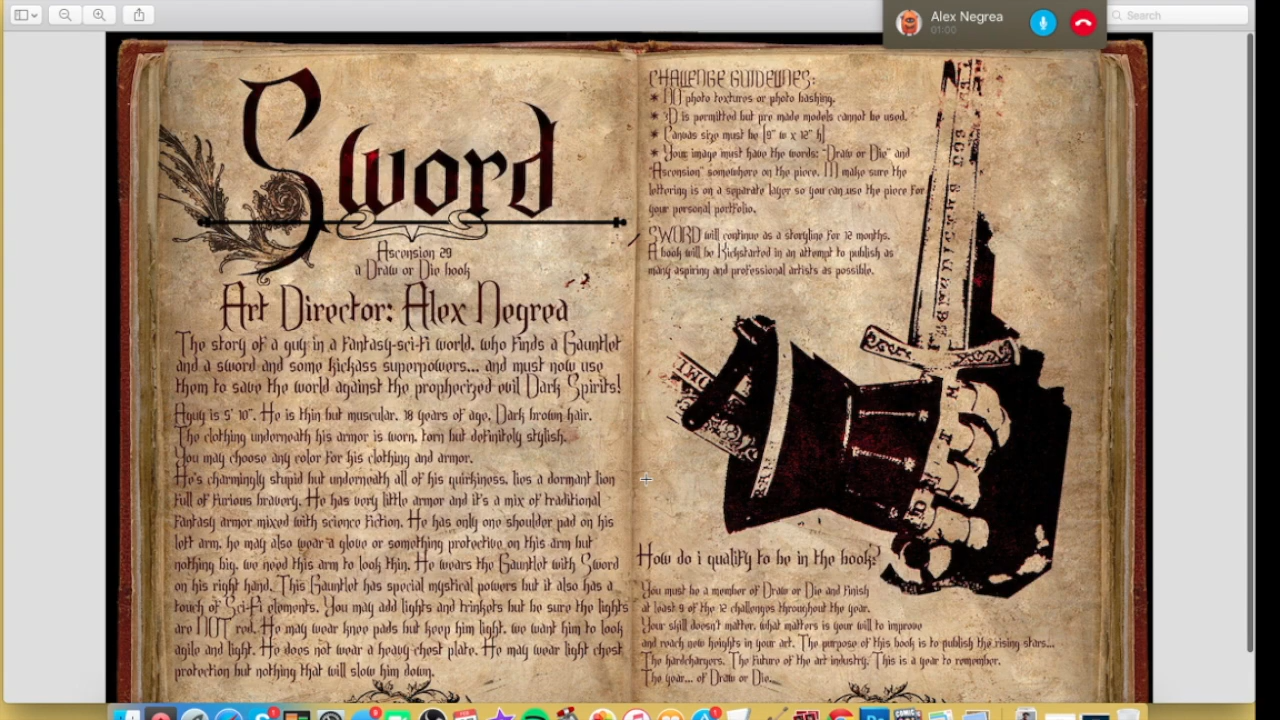 Alex Negrea
01:00
Search
Sword
Ascension 29
a Draw or Die book
Art Director: Alex Negrea
The story of a guy in a fantasy-sci-fi world, who finds a Gauntlet
and a sword and some kickass superpowers... and must now use
them to save the world against the prophecized evil Dark Spirits!
Aguy is 5' 10". He is thin but muscular, 18 years of age, Dark brown hair.
The clothing underneath his armor is worn, torn but definitely stylish.
You may choose any color for his clothing and armor.
He's charmingly stupid but underneath all of his quirkiness, lies a dormant lion
full of furious bravery. He has very little armor and it's a mix of traditional
fantasy armor mixed with science fiction. He has only one shoulder pad on his
left arm, he may also wear a glove or something protective on this arm but
nothing big, we need this arm to look thin. He wears the Gauntlet with Sword
on his right hand. This Gauntlet has special mystical powers but it also has a
touch of Sci-Fi elements. You may add lights and trinkets but be sure the lights
are NOT red. He may wear knee pads but keep him light, we want him to look
agile and light. He does not wear a heavy chest plate. He may wear light chest
protection but nothing that will slow him down.
CHALLENGE GUIDELINES:
* NO photo textures or photo bashing.
* 3D is permitted but pre made models cannot be used.
* Canvas size must be [9" w x 12" h]
* Your image must have the words: "Draw or Die" and
"Ascension" somewhere on the piece. I'll make sure the
lettering is on a separate layer so you can use the piece for
your personal portfolio.
SWORD will continue as a storyline for 12 months.
A book will be Kickstarted in an attempt to publish as
many aspiring and professional artists as possible.
How do i qualify to be in the book?
You must be a member of Draw or Die and finish
at least 9 of the 12 challenges throughout the year.
Your skill doesn't matter, what matters is your will to improve
and reach new heights in your art. The purpose of this book is to publish the rising stars...
The hardchargers. The future of the art industry. This is a year to remember.
The year... of Draw or Die..